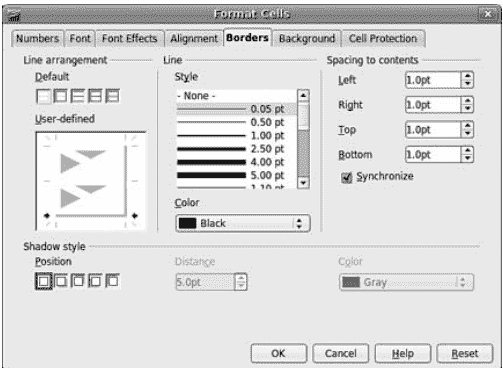 Format Cells
Numbers Font Font Effects Alignment Borders Background Cell Protection
Line arrangement
Default
User-defined
Line
Style
- None -
0.05 pt
0.50 pt
1.00 pt
2.50 pt
4.00 pt
5.00 pt
1.10 pt
Color
Black
Spacing to contents
Left 1.0pt
Right 1.0pt
Top 1.0pt
Bottom 1.0pt
Synchronize
Shadow style
Position
Distance
5.0pt
Color
Gray
OK Cancel Help Reset